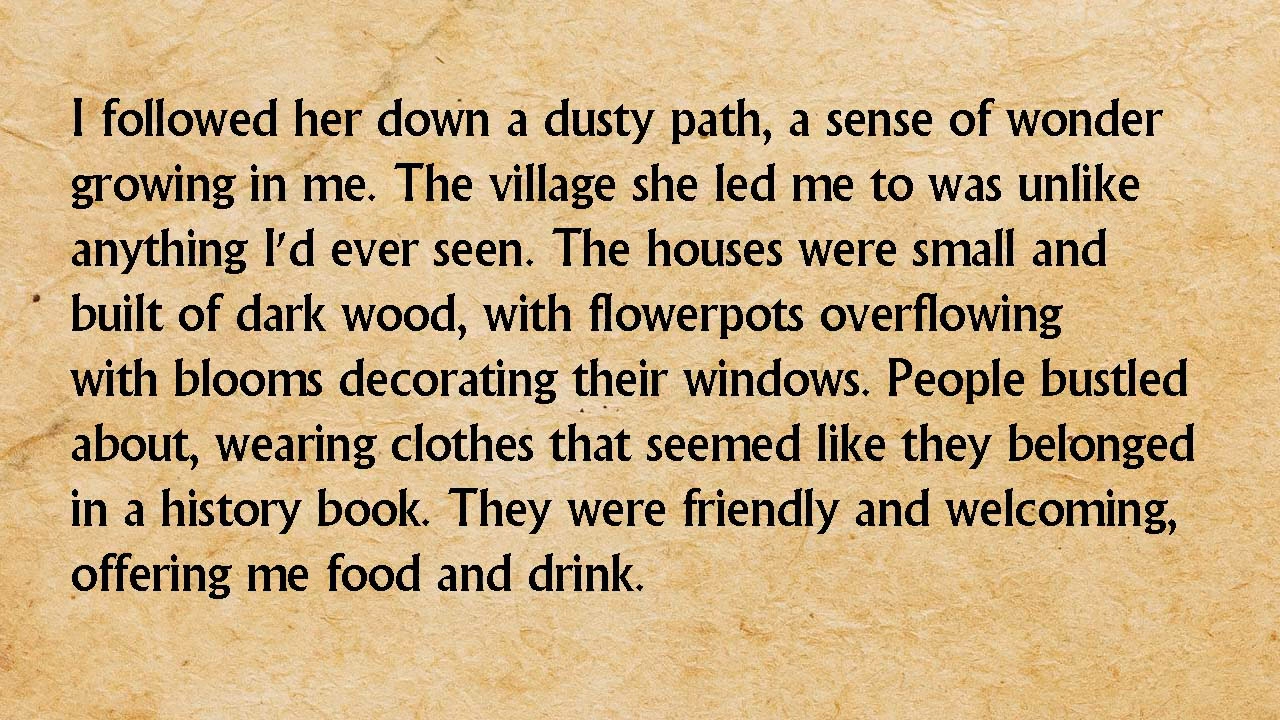 I followed her down a dusty path, a sense of wonder
growing in me. The village she led me to was unlike
anything I'd ever seen. The houses were small and
built of dark wood, with flowerpots overflowing
with blooms decorating their windows. People bustled
about, wearing clothes that seemed like they belonged
in a history book. They were friendly and welcoming,
offering me food and drink.